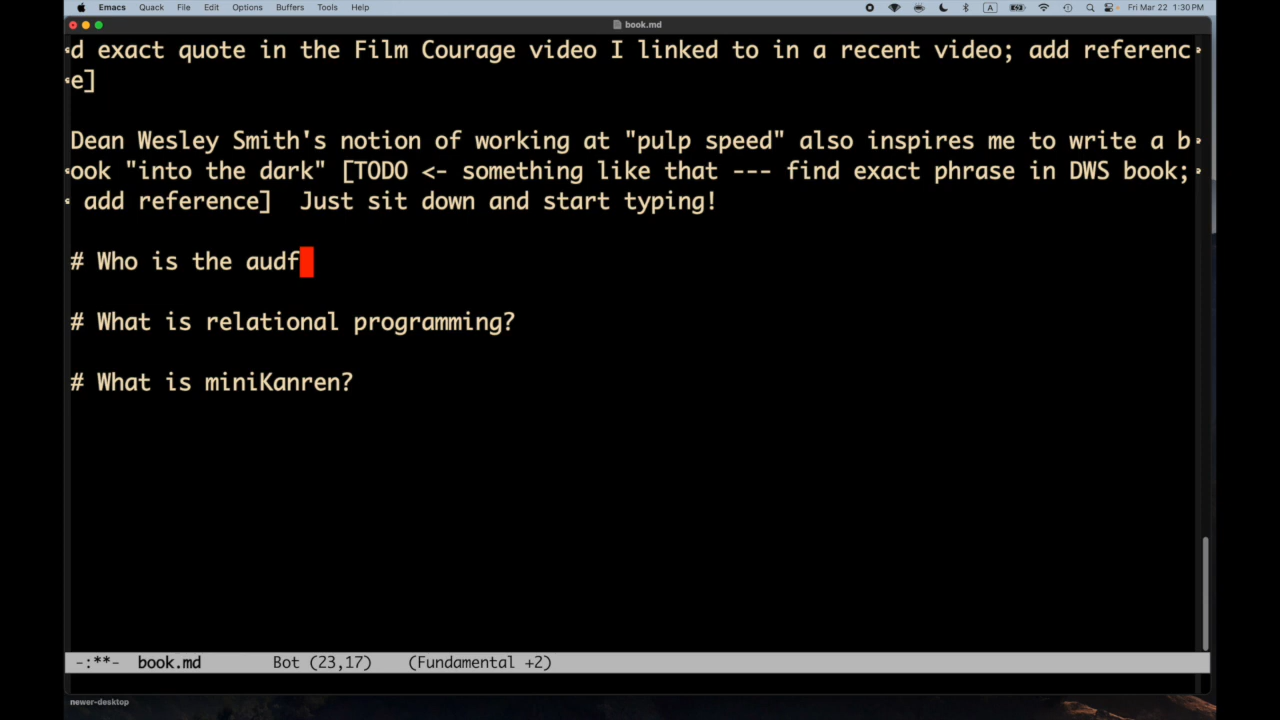 Emacs Quack File Edit Options Buffers Tools Help A Fri Mar 22 1:30 PM
book.md
d exact quote in the Film Courage video I linked to in a recent video; add referenc
e]
Dean Wesley Smith's notion of working at "pulp speed" also inspires me to write a b
ook "into the dark" [TODO <- something like that --- find exact phrase in DWS book;
add reference]  Just sit down and start typing!
# Who is the audf
# What is relational programming?
# What is miniKanren?
-:**-  book.md Bot (23,17) (Fundamental +2)
newer-desktop